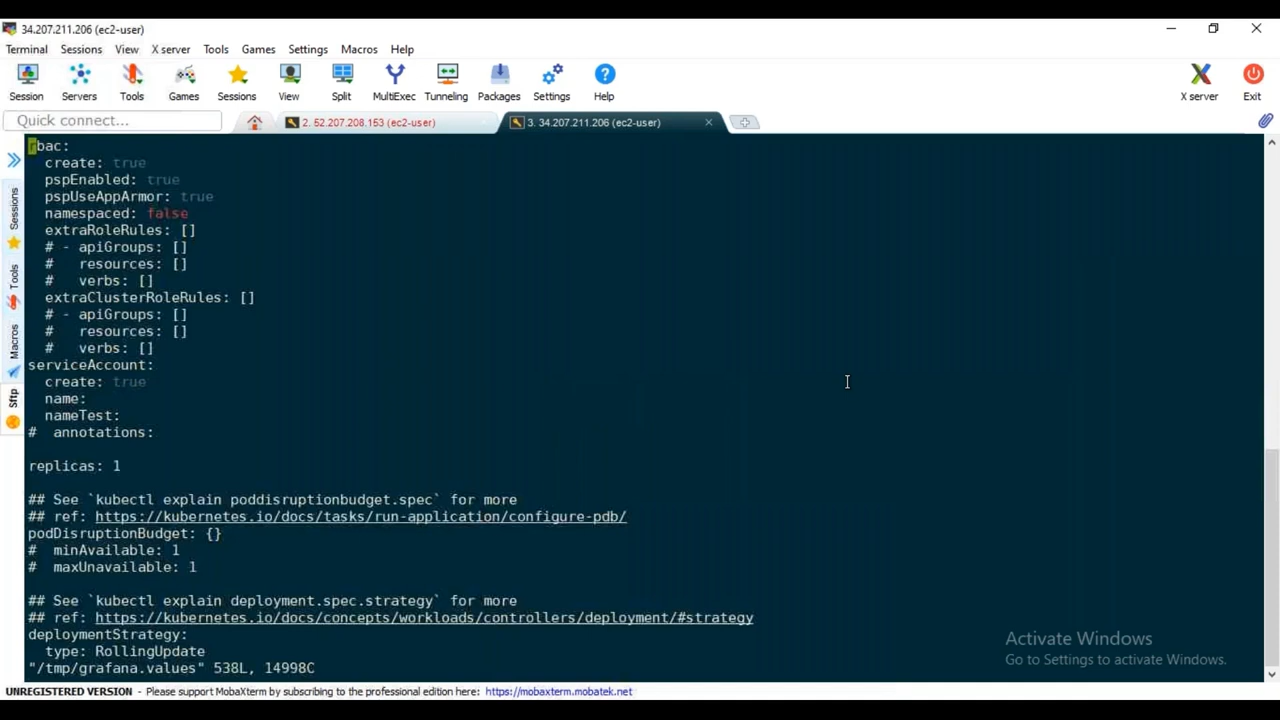 34.207.211.206 (ec2-user)
Terminal Sessions View X server Tools Games Settings Macros Help
Session Servers Tools Games Sessions View Split MultiExec Tunneling Packages Settings Help X server Exit
Quick connect...
2. 52.207.208.153 (ec2-user)
3. 34.207.211.206 (ec2-user)
Sessions
Tools
Macros
Sftp
rbac:
  create: true
  pspEnabled: true
  pspUseAppArmor: true
  namespaced: false
  extraRoleRules: []
  # - apiGroups: []
  #   resources: []
  #   verbs: []
  extraClusterRoleRules: []
  # - apiGroups: []
  #   resources: []
  #   verbs: []
serviceAccount:
  create: true
  name:
  nameTest:
#  annotations:
replicas: 1
## See `kubectl explain poddisruptionbudget.spec` for more
## ref: https://kubernetes.io/docs/tasks/run-application/configure-pdb/
podDisruptionBudget: {}
#  minAvailable: 1
#  maxUnavailable: 1
## See `kubectl explain deployment.spec.strategy` for more
## ref: https://kubernetes.io/docs/concepts/workloads/controllers/deployment/#strategy
deploymentStrategy:
  type: RollingUpdate
"/tmp/grafana.values" 538L, 14998C
Activate Windows
Go to Settings to activate Windows.
UNREGISTERED VERSION - Please support MobaXterm by subscribing to the professional edition here: https://mobaxterm.mobatek.net